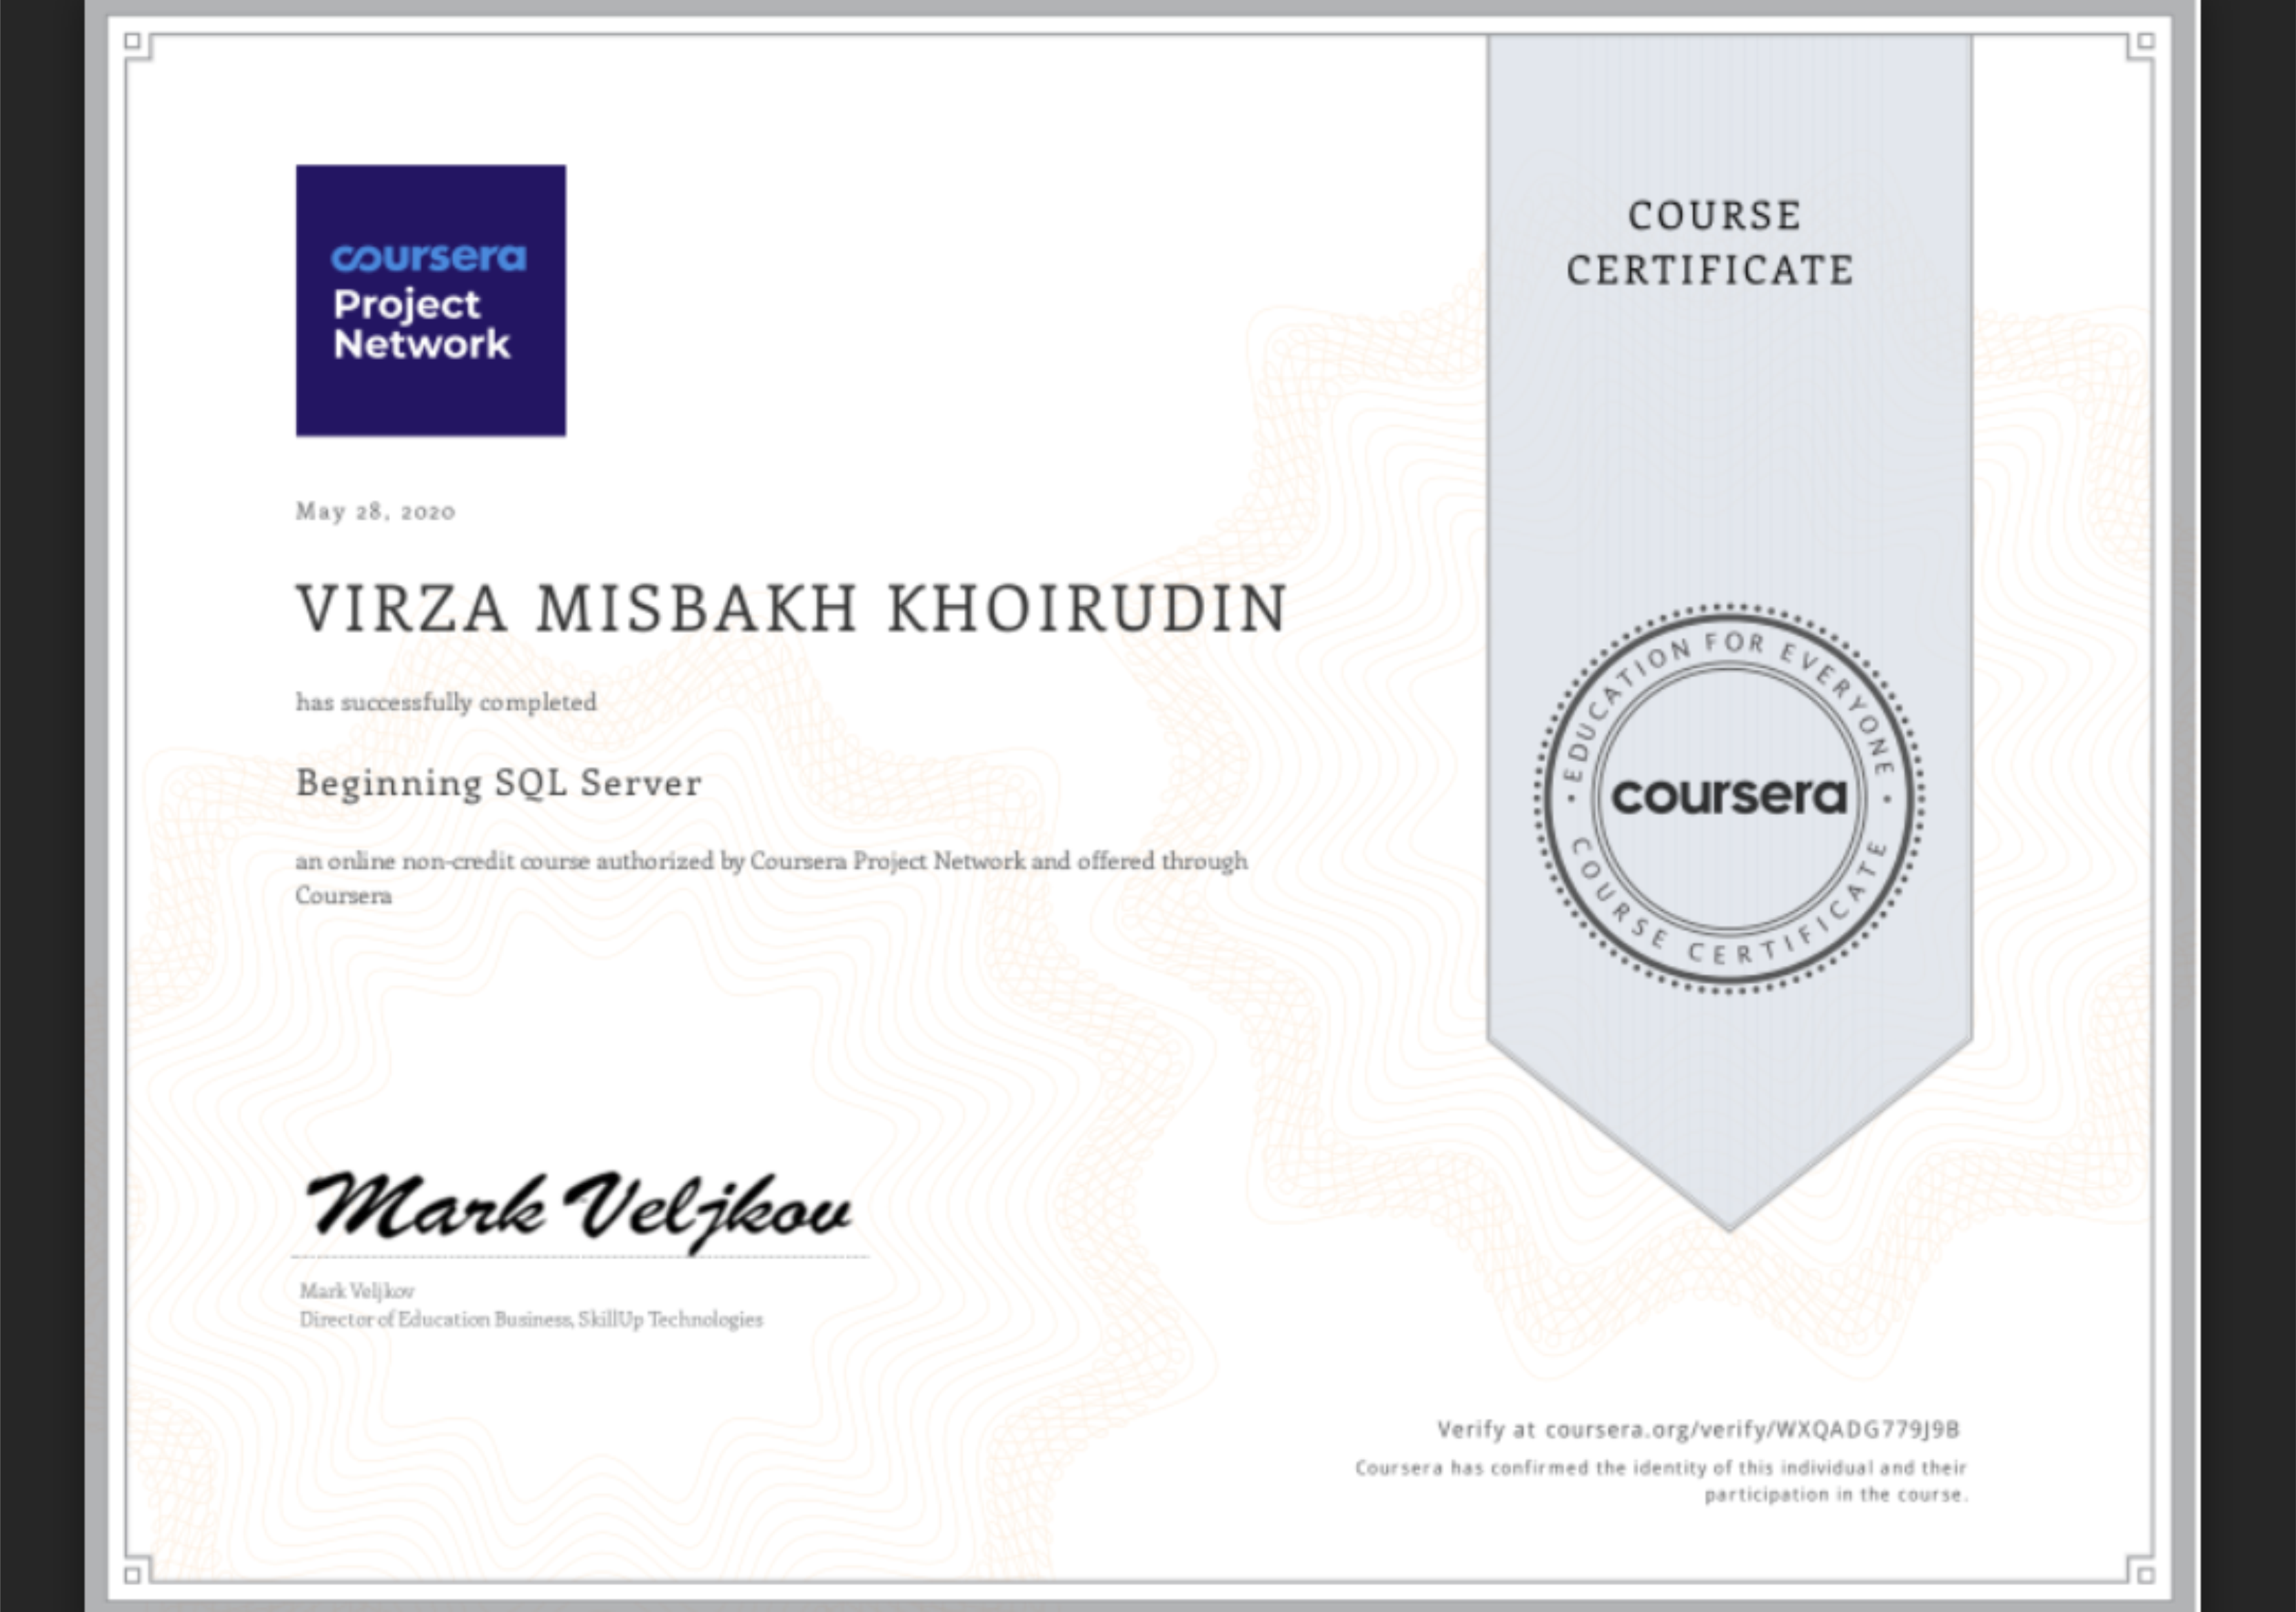 coursera
Project
Network
May 28, 2020
VIRZA MISBAKH KHOIRUDIN
has successfully completed
Beginning SQL Server
an online non-credit course authorized by Coursera Project Network and offered through
Coursera
Mark Veljkov
Mark Veljkov
Director of Education Business, SkillUp Technologies
COURSE
CERTIFICATE
EDUCATION FOR EVERYONE
coursera
COURSE CERTIFICATE
Verify at coursera.org/verify/WXQADG779J9B
Coursera has confirmed the identity of this individual and their
participation in the course.